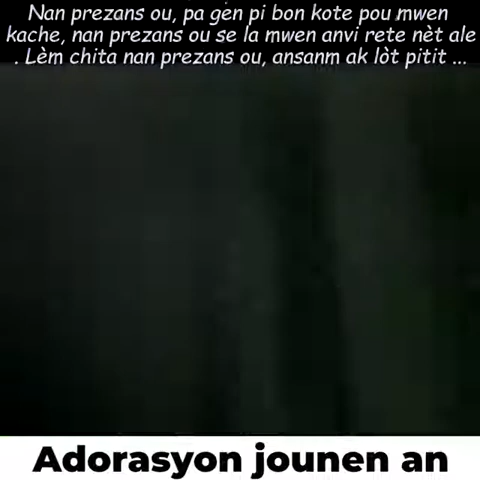 Nan prezans ou, pa gen pi bon kote pou mwen
kache, nan prezans ou se la mwen anvi rete nèt ale
. Lèm chita nan prezans ou, ansanm ak lòt pitit ...
Adorasyon jounen an